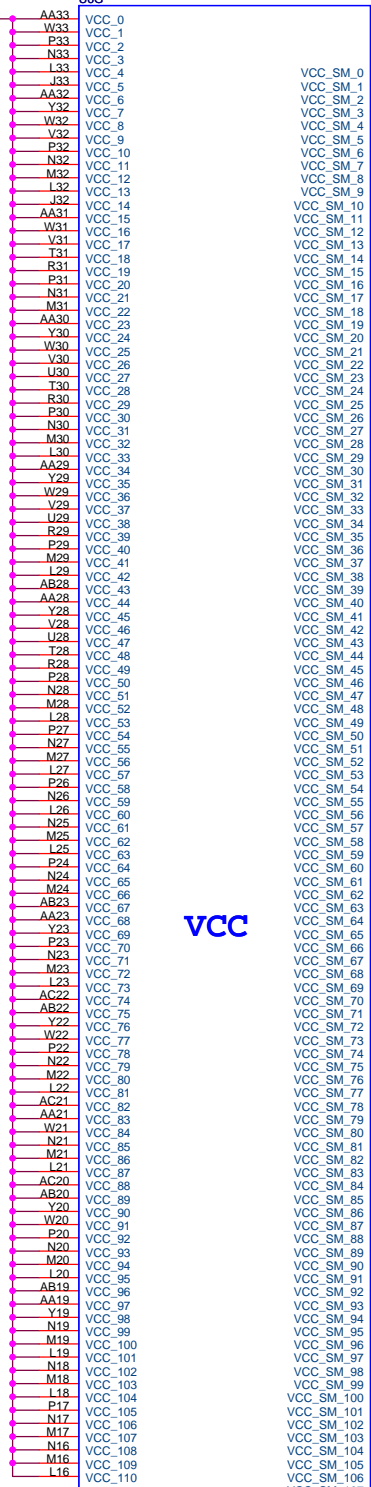 AA33 VCC_0
W33 VCC_1
P33 VCC_2
N33 VCC_3
L33 VCC_4
J33 VCC_5
AA32 VCC_6
Y32 VCC_7
W32 VCC_8
V32 VCC_9
P32 VCC_10
N32 VCC_11
M32 VCC_12
L32 VCC_13
J32 VCC_14
AA31 VCC_15
W31 VCC_16
V31 VCC_17
T31 VCC_18
R31 VCC_19
P31 VCC_20
N31 VCC_21
M31 VCC_22
AA30 VCC_23
Y30 VCC_24
W30 VCC_25
V30 VCC_26
U30 VCC_27
T30 VCC_28
R30 VCC_29
P30 VCC_30
N30 VCC_31
M30 VCC_32
L30 VCC_33
AA29 VCC_34
Y29 VCC_35
W29 VCC_36
V29 VCC_37
U29 VCC_38
R29 VCC_39
P29 VCC_40
M29 VCC_41
L29 VCC_42
AB28 VCC_43
AA28 VCC_44
Y28 VCC_45
V28 VCC_46
U28 VCC_47
T28 VCC_48
R28 VCC_49
P28 VCC_50
N28 VCC_51
M28 VCC_52
L28 VCC_53
P27 VCC_54
N27 VCC_55
M27 VCC_56
L27 VCC_57
P26 VCC_58
N26 VCC_59
L26 VCC_60
N25 VCC_61
M25 VCC_62
L25 VCC_63
P24 VCC_64
N24 VCC_65
M24 VCC_66
AB23 VCC_67
AA23 VCC_68
Y23 VCC_69
P23 VCC_70
N23 VCC_71
M23 VCC_72
L23 VCC_73
AC22 VCC_74
AB22 VCC_75
Y22 VCC_76
W22 VCC_77
P22 VCC_78
N22 VCC_79
M22 VCC_80
L22 VCC_81
AC21 VCC_82
AA21 VCC_83
W21 VCC_84
N21 VCC_85
M21 VCC_86
L21 VCC_87
AC20 VCC_88
AB20 VCC_89
Y20 VCC_90
W20 VCC_91
P20 VCC_92
N20 VCC_93
M20 VCC_94
L20 VCC_95
AB19 VCC_96
AA19 VCC_97
Y19 VCC_98
N19 VCC_99
M19 VCC_100
L19 VCC_101
N18 VCC_102
M18 VCC_103
L18 VCC_104
P17 VCC_105
N17 VCC_106
M17 VCC_107
N16 VCC_108
M16 VCC_109
L16 VCC_110
VCC
VCC_SM_0
VCC_SM_1
VCC_SM_2
VCC_SM_3
VCC_SM_4
VCC_SM_5
VCC_SM_6
VCC_SM_7
VCC_SM_8
VCC_SM_9
VCC_SM_10
VCC_SM_11
VCC_SM_12
VCC_SM_13
VCC_SM_14
VCC_SM_15
VCC_SM_16
VCC_SM_17
VCC_SM_18
VCC_SM_19
VCC_SM_20
VCC_SM_21
VCC_SM_22
VCC_SM_23
VCC_SM_24
VCC_SM_25
VCC_SM_26
VCC_SM_27
VCC_SM_28
VCC_SM_29
VCC_SM_30
VCC_SM_31
VCC_SM_32
VCC_SM_33
VCC_SM_34
VCC_SM_35
VCC_SM_36
VCC_SM_37
VCC_SM_38
VCC_SM_39
VCC_SM_40
VCC_SM_41
VCC_SM_42
VCC_SM_43
VCC_SM_44
VCC_SM_45
VCC_SM_46
VCC_SM_47
VCC_SM_48
VCC_SM_49
VCC_SM_50
VCC_SM_51
VCC_SM_52
VCC_SM_53
VCC_SM_54
VCC_SM_55
VCC_SM_56
VCC_SM_57
VCC_SM_58
VCC_SM_59
VCC_SM_60
VCC_SM_61
VCC_SM_62
VCC_SM_63
VCC_SM_64
VCC_SM_65
VCC_SM_66
VCC_SM_67
VCC_SM_68
VCC_SM_69
VCC_SM_70
VCC_SM_71
VCC_SM_72
VCC_SM_73
VCC_SM_74
VCC_SM_75
VCC_SM_76
VCC_SM_77
VCC_SM_78
VCC_SM_79
VCC_SM_80
VCC_SM_81
VCC_SM_82
VCC_SM_83
VCC_SM_84
VCC_SM_85
VCC_SM_86
VCC_SM_87
VCC_SM_88
VCC_SM_89
VCC_SM_90
VCC_SM_91
VCC_SM_92
VCC_SM_93
VCC_SM_94
VCC_SM_95
VCC_SM_96
VCC_SM_97
VCC_SM_98
VCC_SM_99
VCC_SM_100
VCC_SM_101
VCC_SM_102
VCC_SM_103
VCC_SM_104
VCC_SM_105
VCC_SM_106